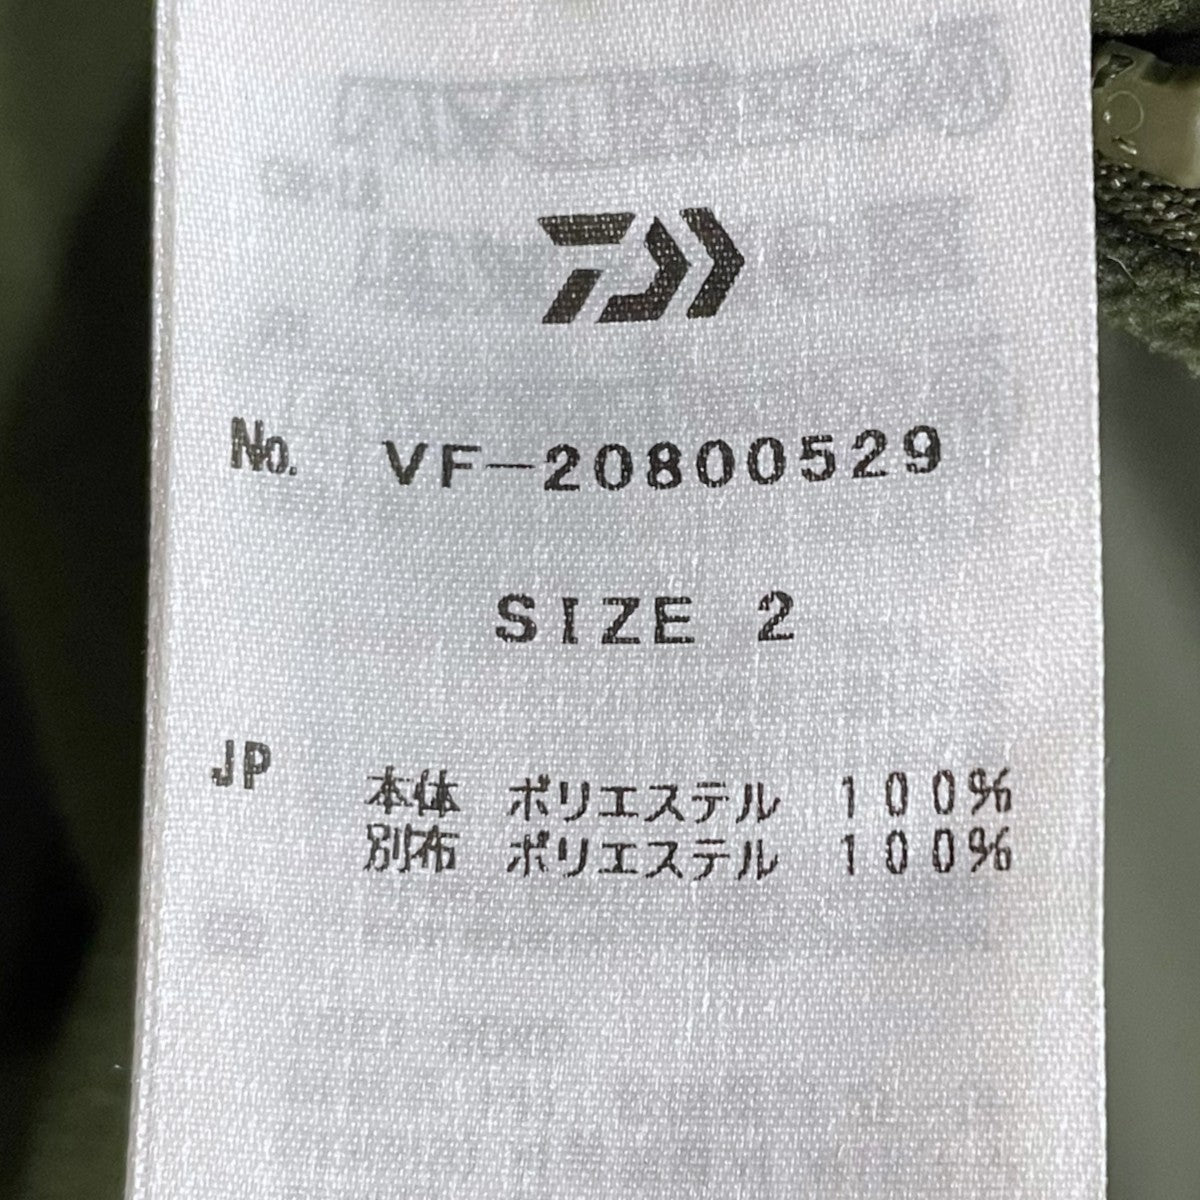 No. VF-20800529
SIZE 2
JP 本体 ポリエステル 100%
別布 ポリエステル 100%